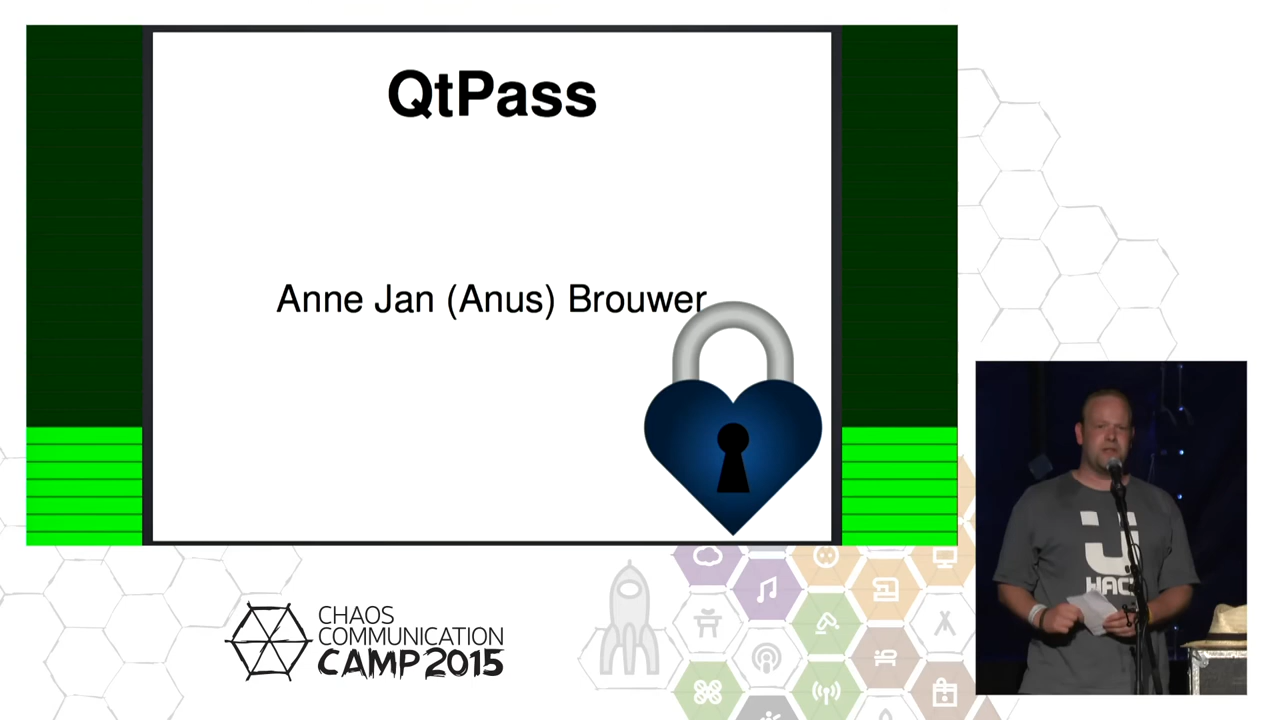 QtPass
Anne Jan (Anus) Brouwer
CHAOS
COMMUNICATION
CAMP 2015